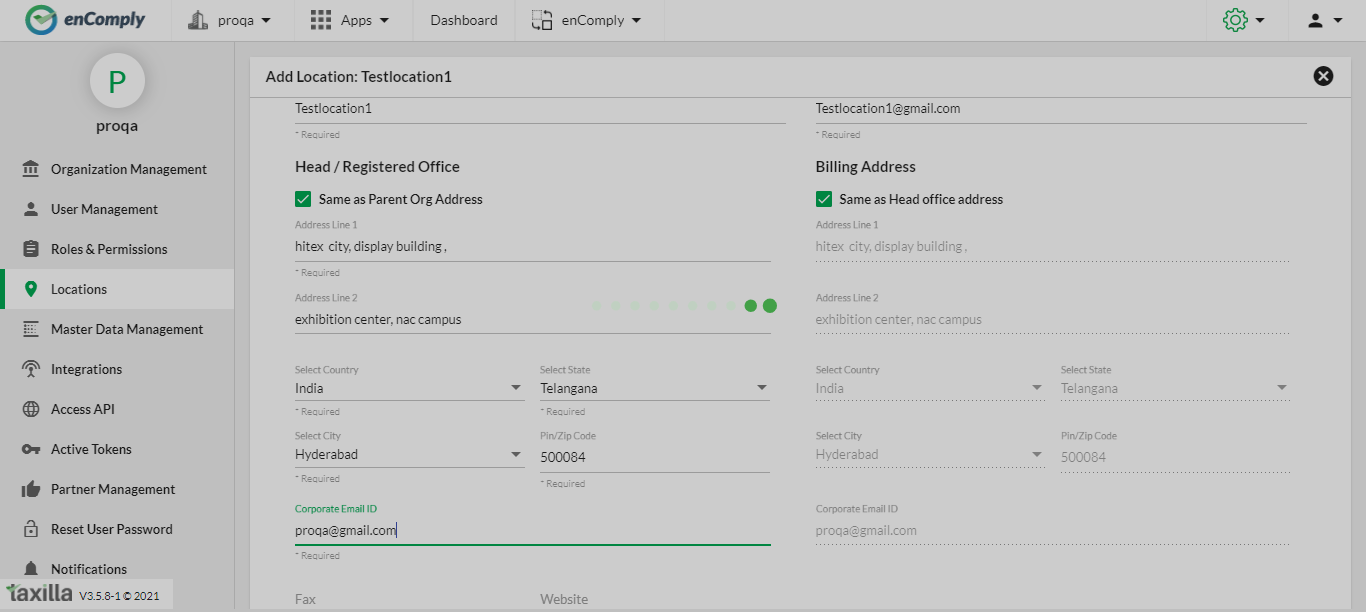 enComply
proqa
Apps
Dashboard
enComply
P
proqa
Organization Management
User Management
Roles & Permissions
Locations
Master Data Management
Integrations
Access API
Active Tokens
Partner Management
Reset User Password
Notifications
taxilla V3.5.8-1 © 2021
Add Location: Testlocation1
Testlocation1
Testlocation1@gmail.com
* Required
* Required
Head / Registered Office
Billing Address
Same as Parent Org Address
Same as Head office address
Address Line 1
Address Line 1
hitex city, display building ,
hitex city, display building ,
* Required
Address Line 2
Address Line 2
exhibition center, nac campus
exhibition center, nac campus
Select Country
Select State
Select Country
Select State
India
Telangana
India
Telangana
* Required
* Required
Select City
Pin/Zip Code
Select City
Pin/Zip Code
Hyderabad
500084
Hyderabad
500084
* Required
* Required
Corporate Email ID
Corporate Email ID
proqa@gmail.com
proqa@gmail.com
* Required
Fax
Website